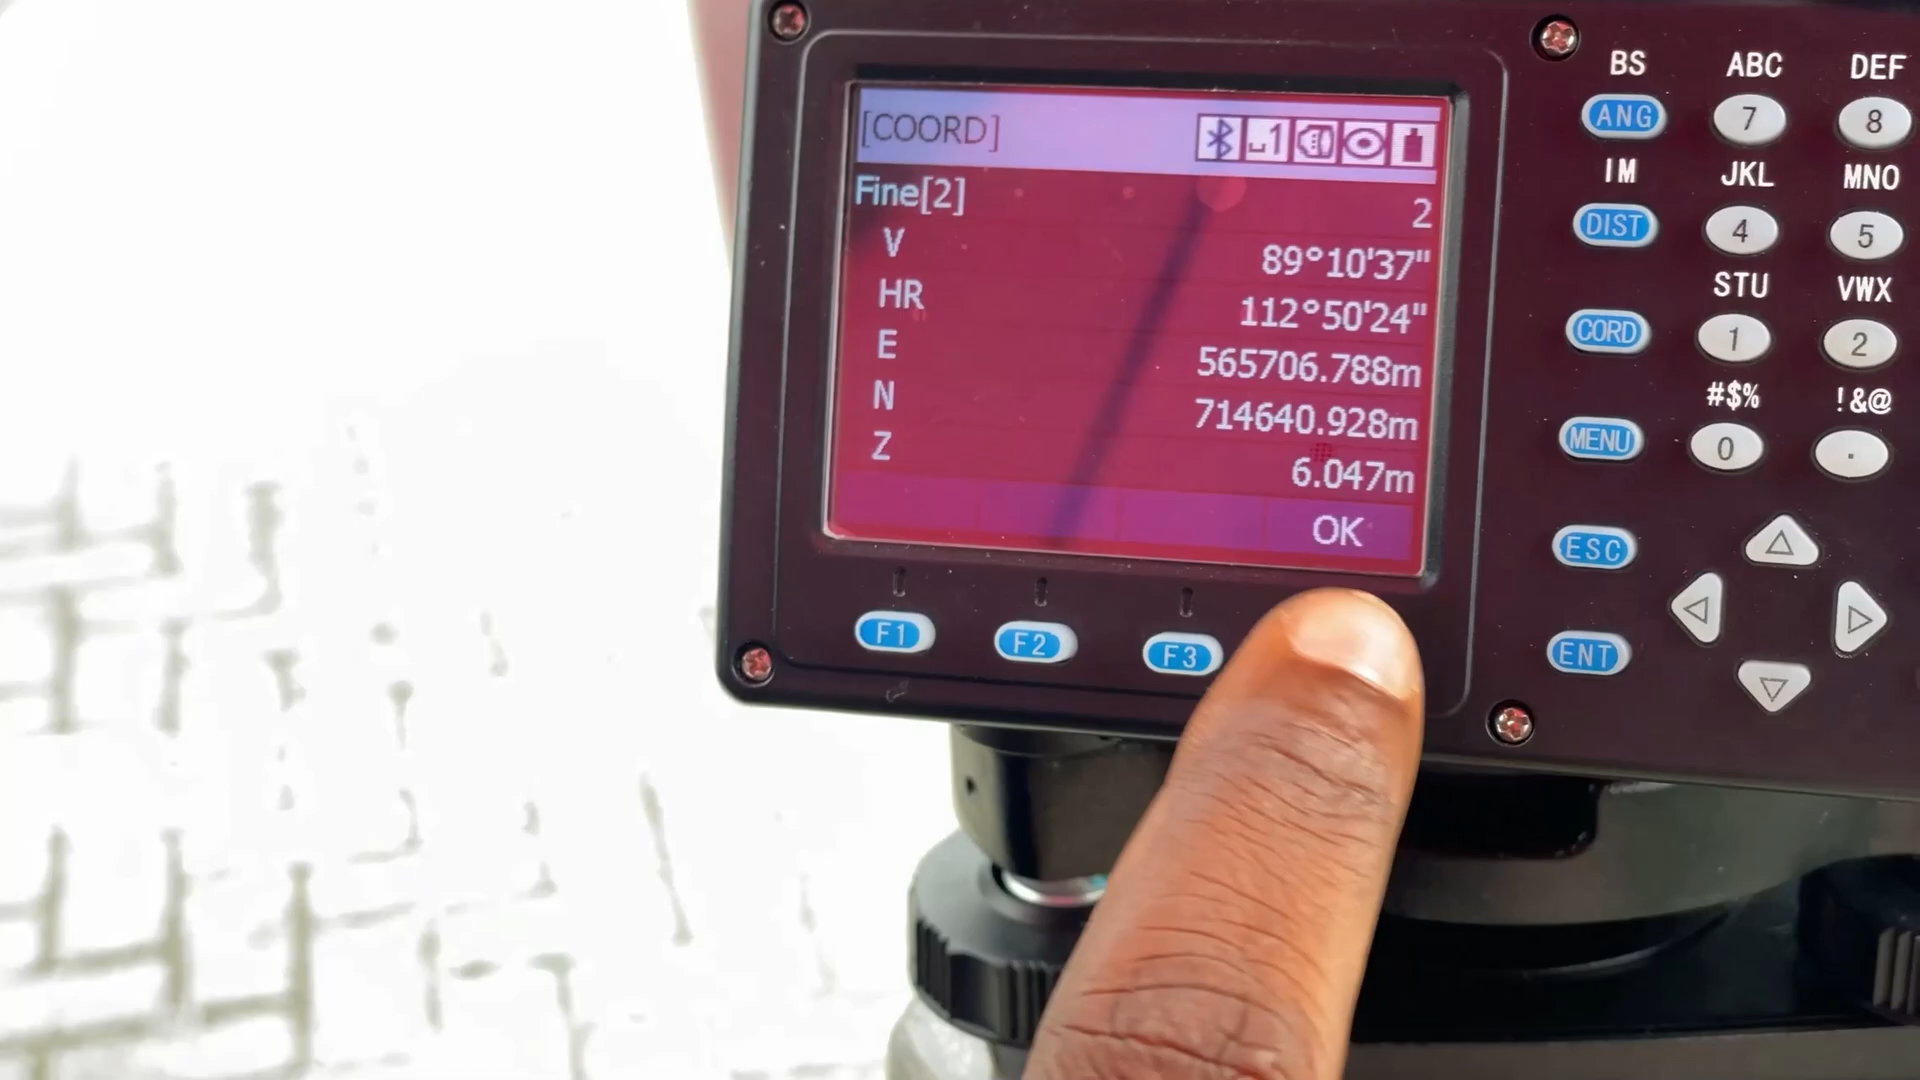 [COORD]
Fine[2] 2
V 89°10'37"
HR 112°50'24"
E 565706.788m
N 714640.928m
Z 6.047m
OK
F1 F2 F3
BS ABC DEF
ANG 7 8
IM JKL MNO
DIST 4 5
STU VWX
CORD 1 2
#$% !&@
MENU 0 .
ESC
ENT